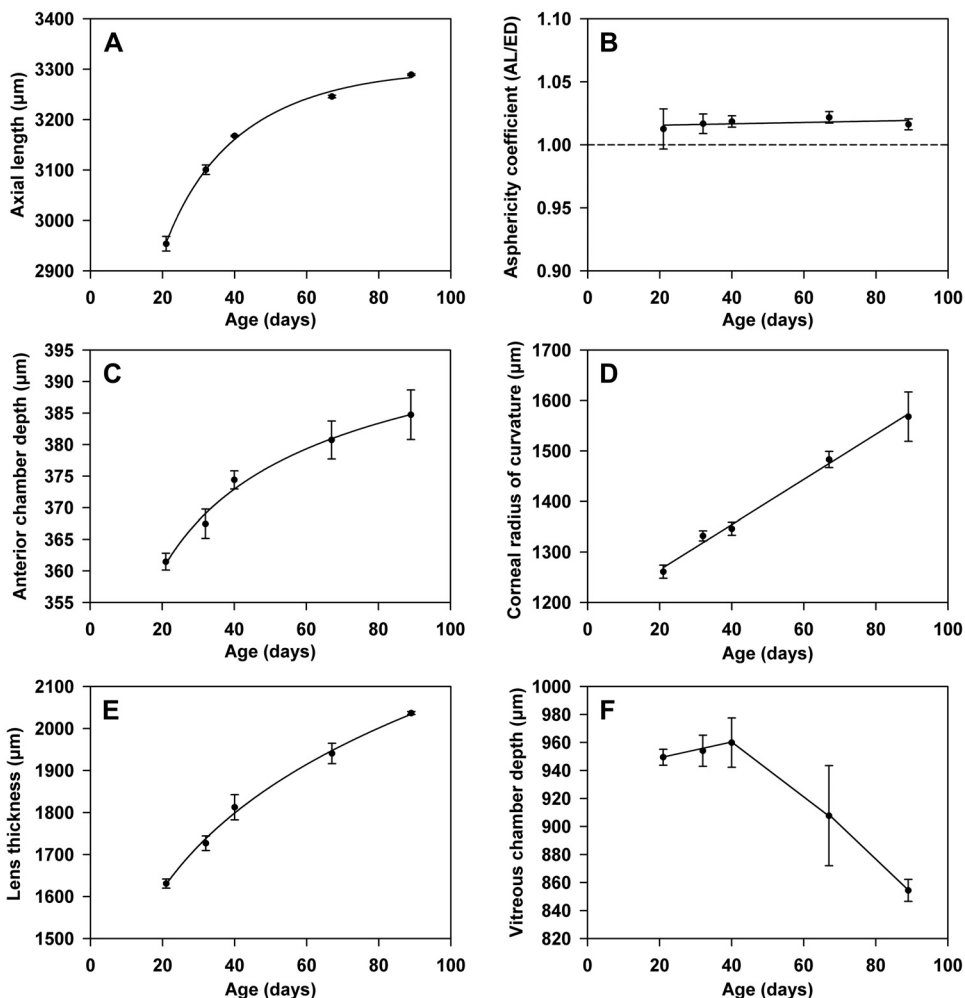 A
Axial length (µm)
3400
3300
3200
3100
3000
2900
0 20 40 60 80 100
Age (days)
B
Asphericity coefficient (AL/ED)
1.10
1.05
1.00
0.95
0.90
0 20 40 60 80 100
Age (days)
C
Anterior chamber depth (µm)
395
390
385
380
375
370
365
360
355
0 20 40 60 80 100
Age (days)
D
Corneal radius of curvature (µm)
1700
1600
1500
1400
1300
1200
0 20 40 60 80 100
Age (days)
E
Lens thickness (µm)
2100
2000
1900
1800
1700
1600
1500
0 20 40 60 80 100
Age (days)
F
Vitreous chamber depth (µm)
1000
980
960
940
920
900
880
860
840
820
0 20 40 60 80 100
Age (days)